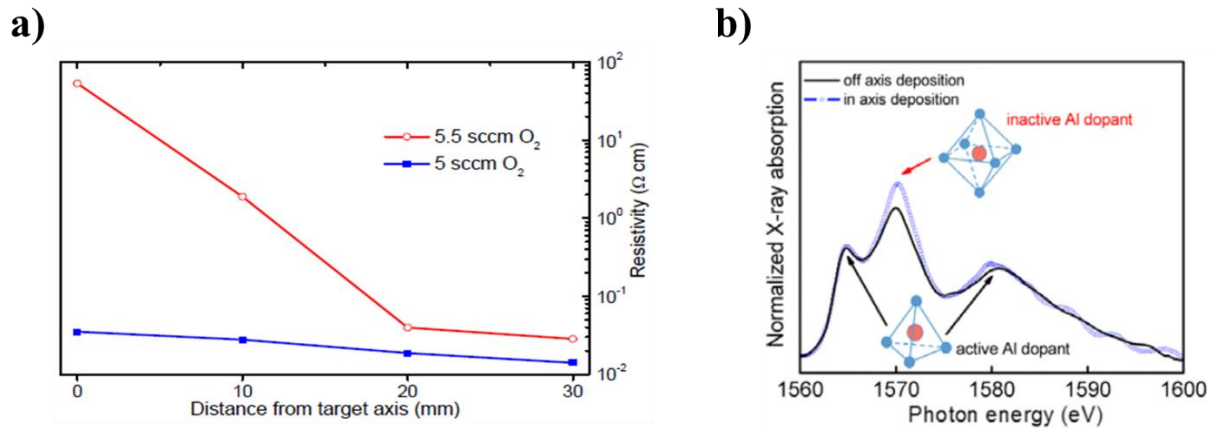 a)
10²
10¹
10⁰
10⁻¹
10⁻²
Resistivity (Ω cm)
5.5 sccm O₂
5 sccm O₂
0 10 20 30
Distance from target axis (mm)
b)
off axis deposition
in axis deposition
inactive Al dopant
active Al dopant
Normalized X-ray absorption
1560 1570 1580 1590 1600
Photon energy (eV)